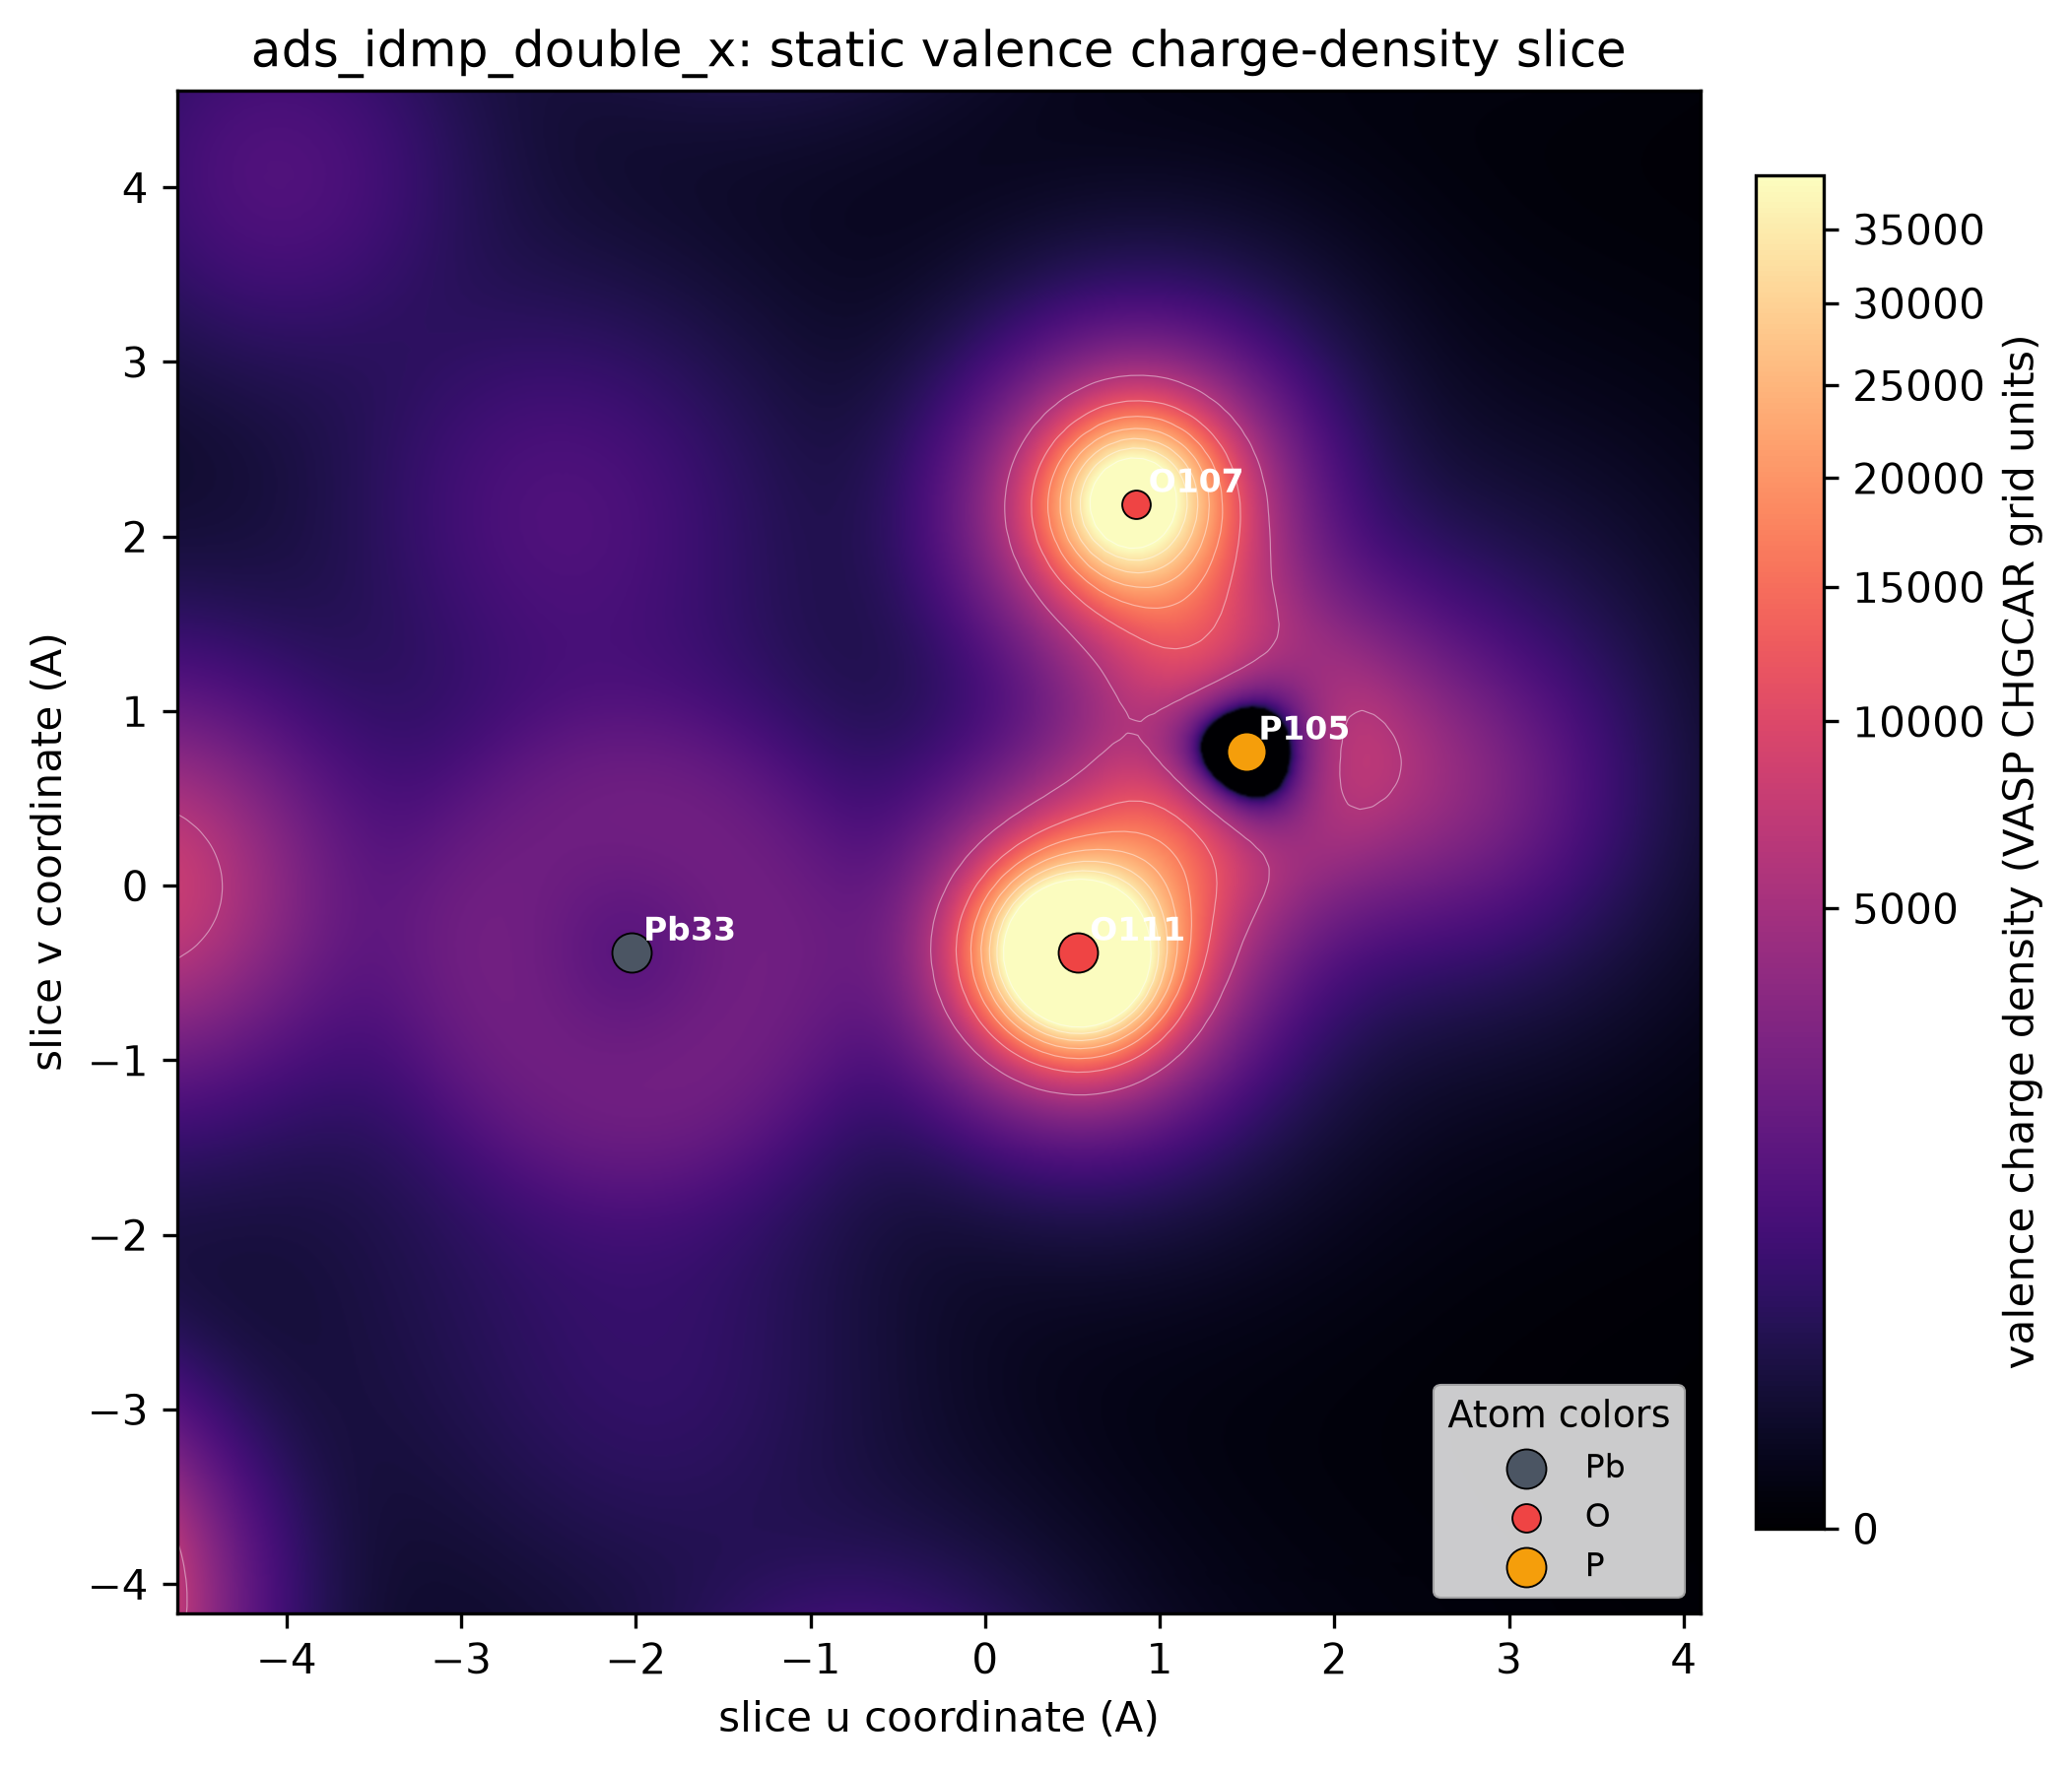 ads_idmp_double_x: static valence charge-density slice
4
3
2
1
0
−1
−2
−3
−4
slice v coordinate (A)
O107
P105
Pb33
O111
Atom colors
Pb
O
P
−4
−3
−2
−1
0
1
2
3
4
slice u coordinate (A)
35000
30000
25000
20000
15000
10000
5000
0
valence charge density (VASP CHGCAR grid units)